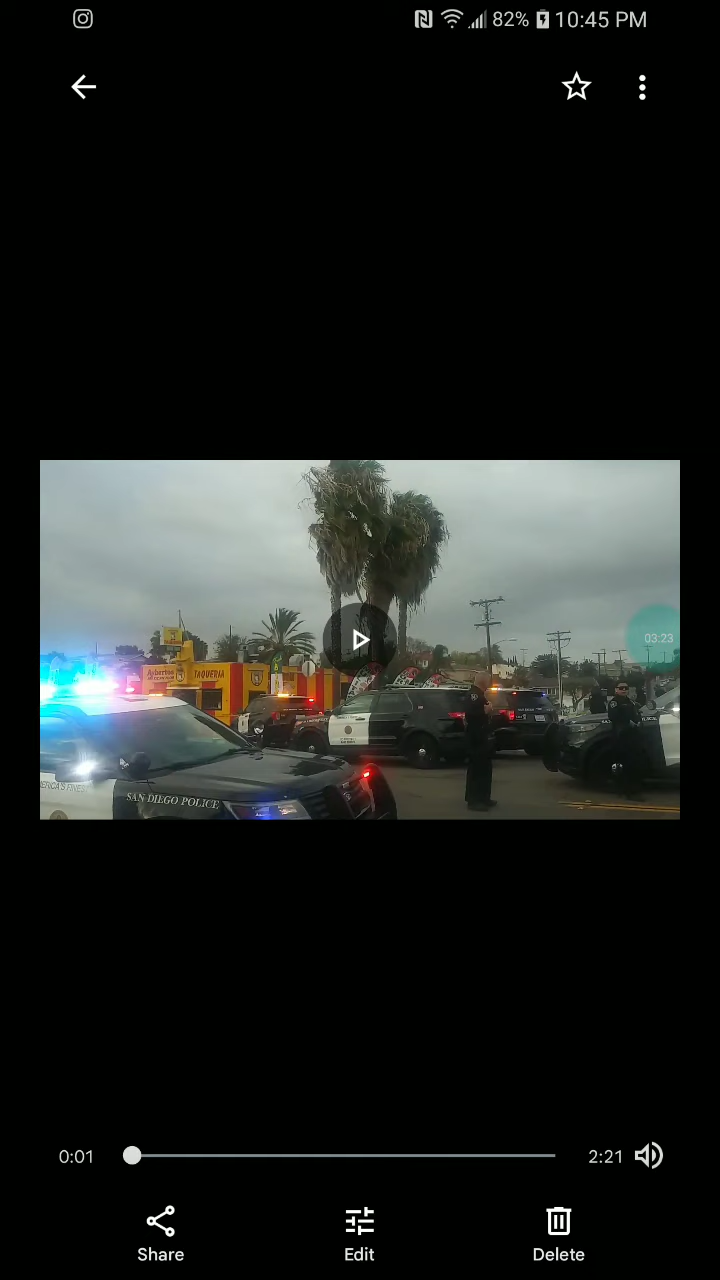 82% 10:45 PM
03:23
TAQUERIA
SAN DIEGO POLICE
0:01 2:21
Share Edit Delete